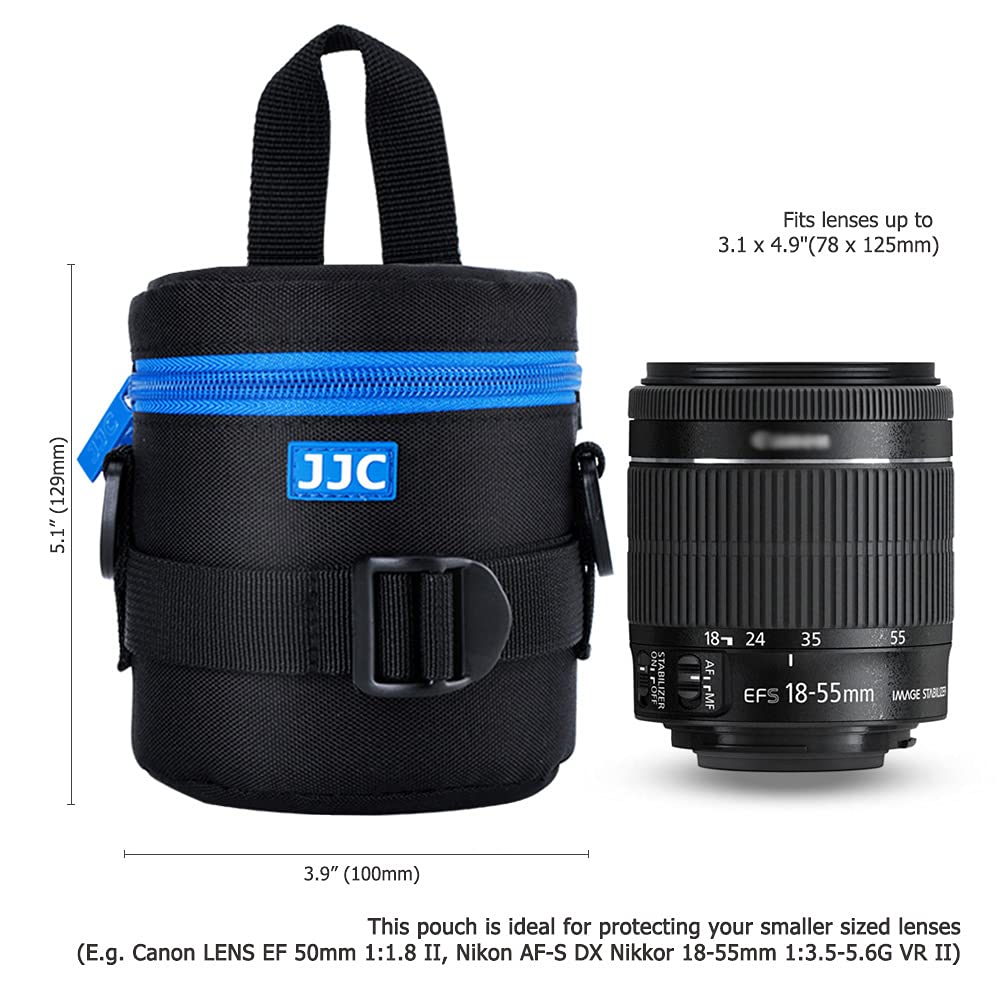 Fits lenses up to
3.1 x 4.9"(78 x 125mm)
JJC
JJC
5.1” (129mm)
18 24 35 55
STABILIZER
ON OFF
AF MF
EFS 18-55mm IMAGE STABILIZER
3.9” (100mm)
This pouch is ideal for protecting your smaller sized lenses
(E.g. Canon LENS EF 50mm 1:1.8 II, Nikon AF-S DX Nikkor 18-55mm 1:3.5-5.6G VR II)